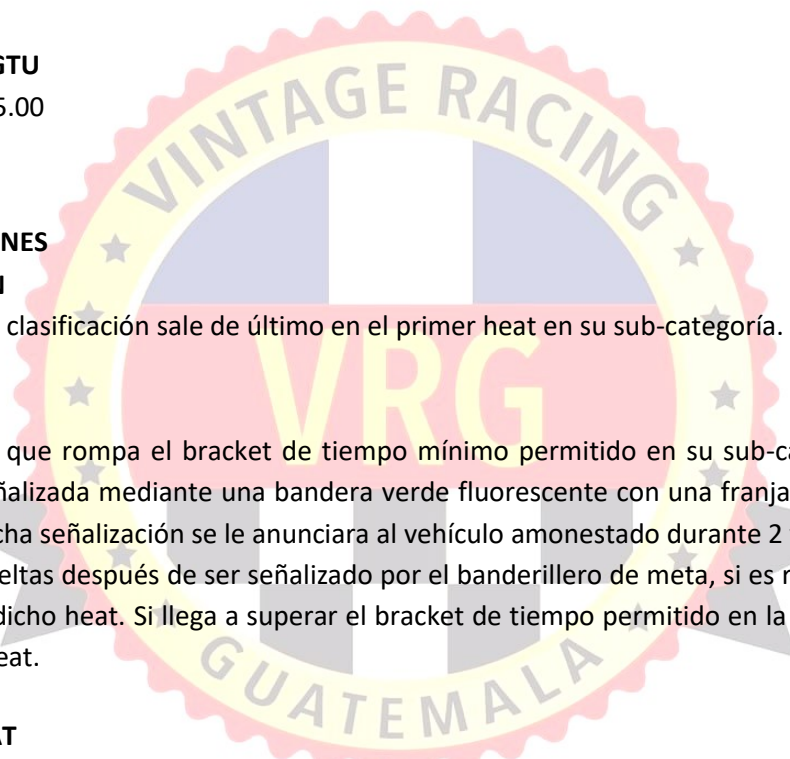 GTU
5.00
NES
N
clasificación sale de último en el primer heat en su sub-categoría.
que rompa el bracket de tiempo mínimo permitido en su sub-ca
ñalizada mediante una bandera verde fluorescente con una franja
cha señalización se le anunciara al vehículo amonestado durante 2
eltas después de ser señalizado por el banderillero de meta, si es
dicho heat. Si llega a superar el bracket de tiempo permitido en la
eat.
AT
VINTAGE RACING
VRG
GUATEMALA